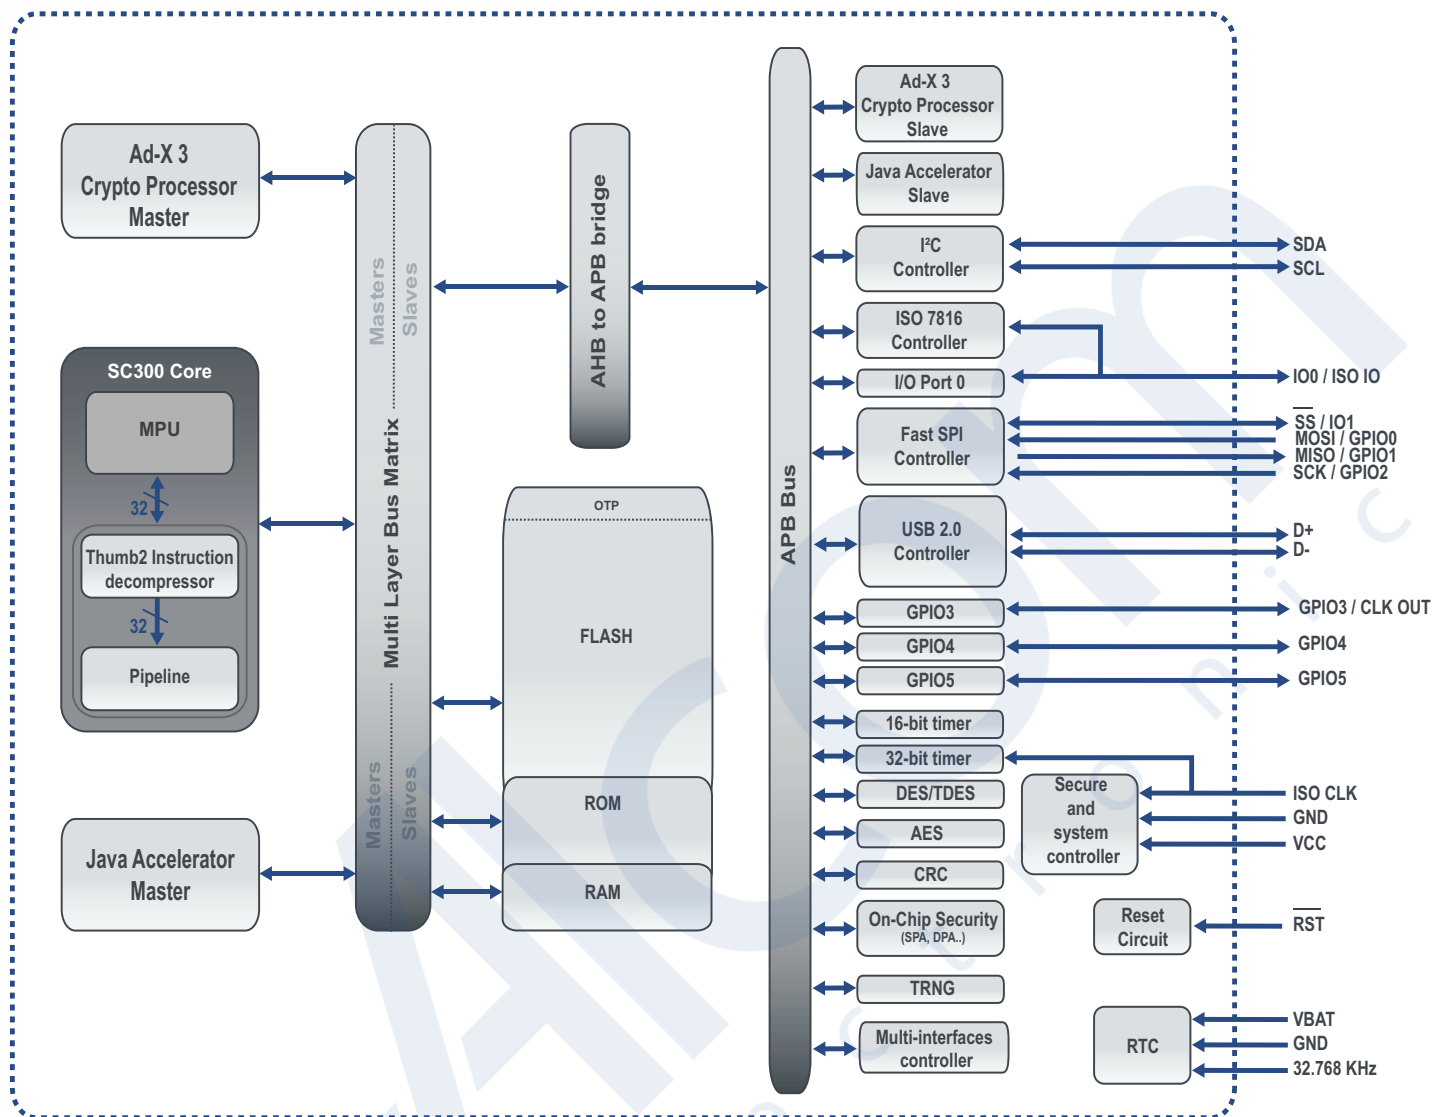 Ad-X 3
Crypto Processor
Master
SC300 Core
MPU
32
Thumb2 Instruction
decompressor
32
Pipeline
Java Accelerator
Master
Masters
Slaves
Multi Layer Bus Matrix
Masters
Slaves
AHB to APB bridge
OTP
FLASH
ROM
RAM
APB Bus
Ad-X 3
Crypto Processor
Slave
Java Accelerator
Slave
I²C
Controller
ISO 7816
Controller
I/O Port 0
Fast SPI
Controller
USB 2.0
Controller
GPIO3
GPIO4
GPIO5
16-bit timer
32-bit timer
DES/TDES
AES
CRC
On-Chip Security
(SPA, DPA..)
TRNG
Multi-interfaces
controller
Secure
and
system
controller
Reset
Circuit
RTC
SDA
SCL
IO0 / ISO IO
SS / IO1
MOSI / GPIO0
MISO / GPIO1
SCK / GPIO2
D+
D-
GPIO3 / CLK OUT
GPIO4
GPIO5
ISO CLK
GND
VCC
RST
VBAT
GND
32.768 KHz